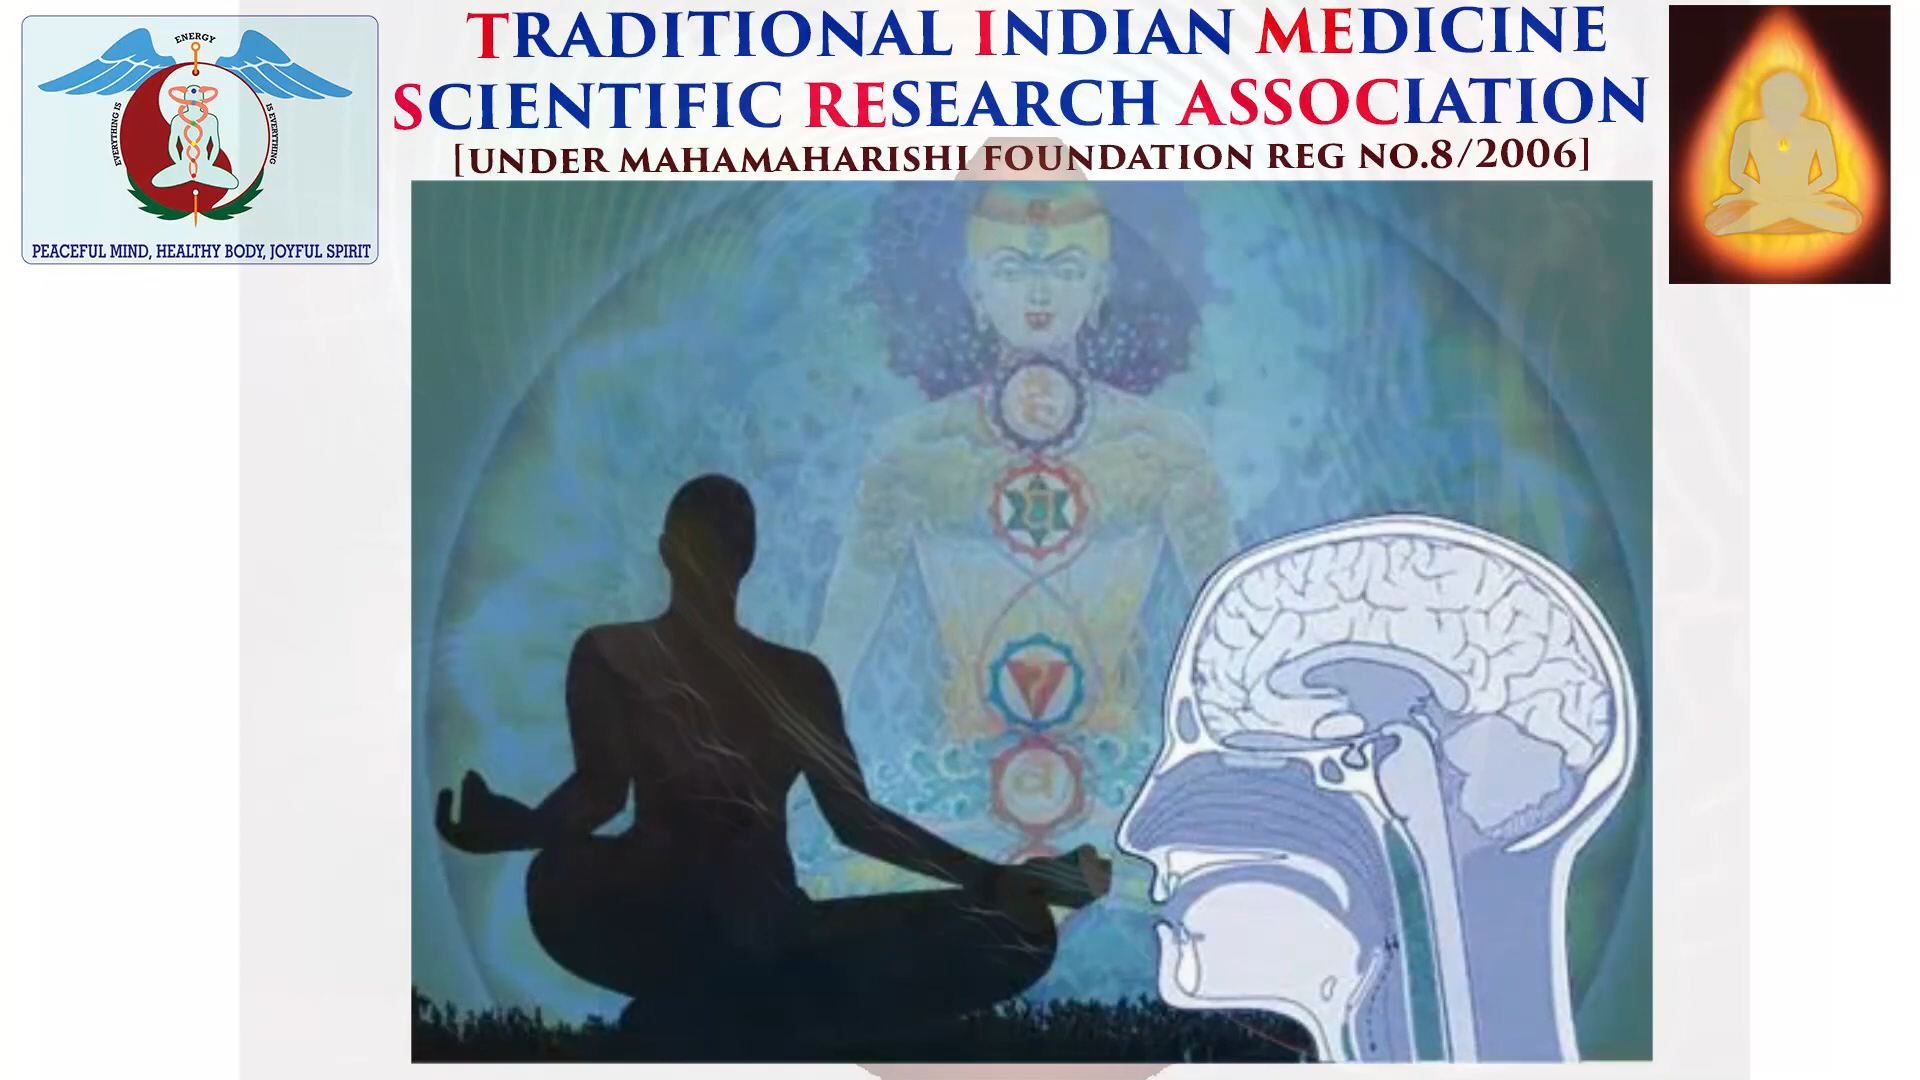 TRADITIONAL INDIAN MEDICINE
SCIENTIFIC RESEARCH ASSOCIATION
[UNDER MAHAMAHARISHI FOUNDATION REG NO.8/2006]
ENERGY
EVERYTHING IS
IS EVERYTHING
PEACEFUL MIND, HEALTHY BODY, JOYFUL SPIRIT